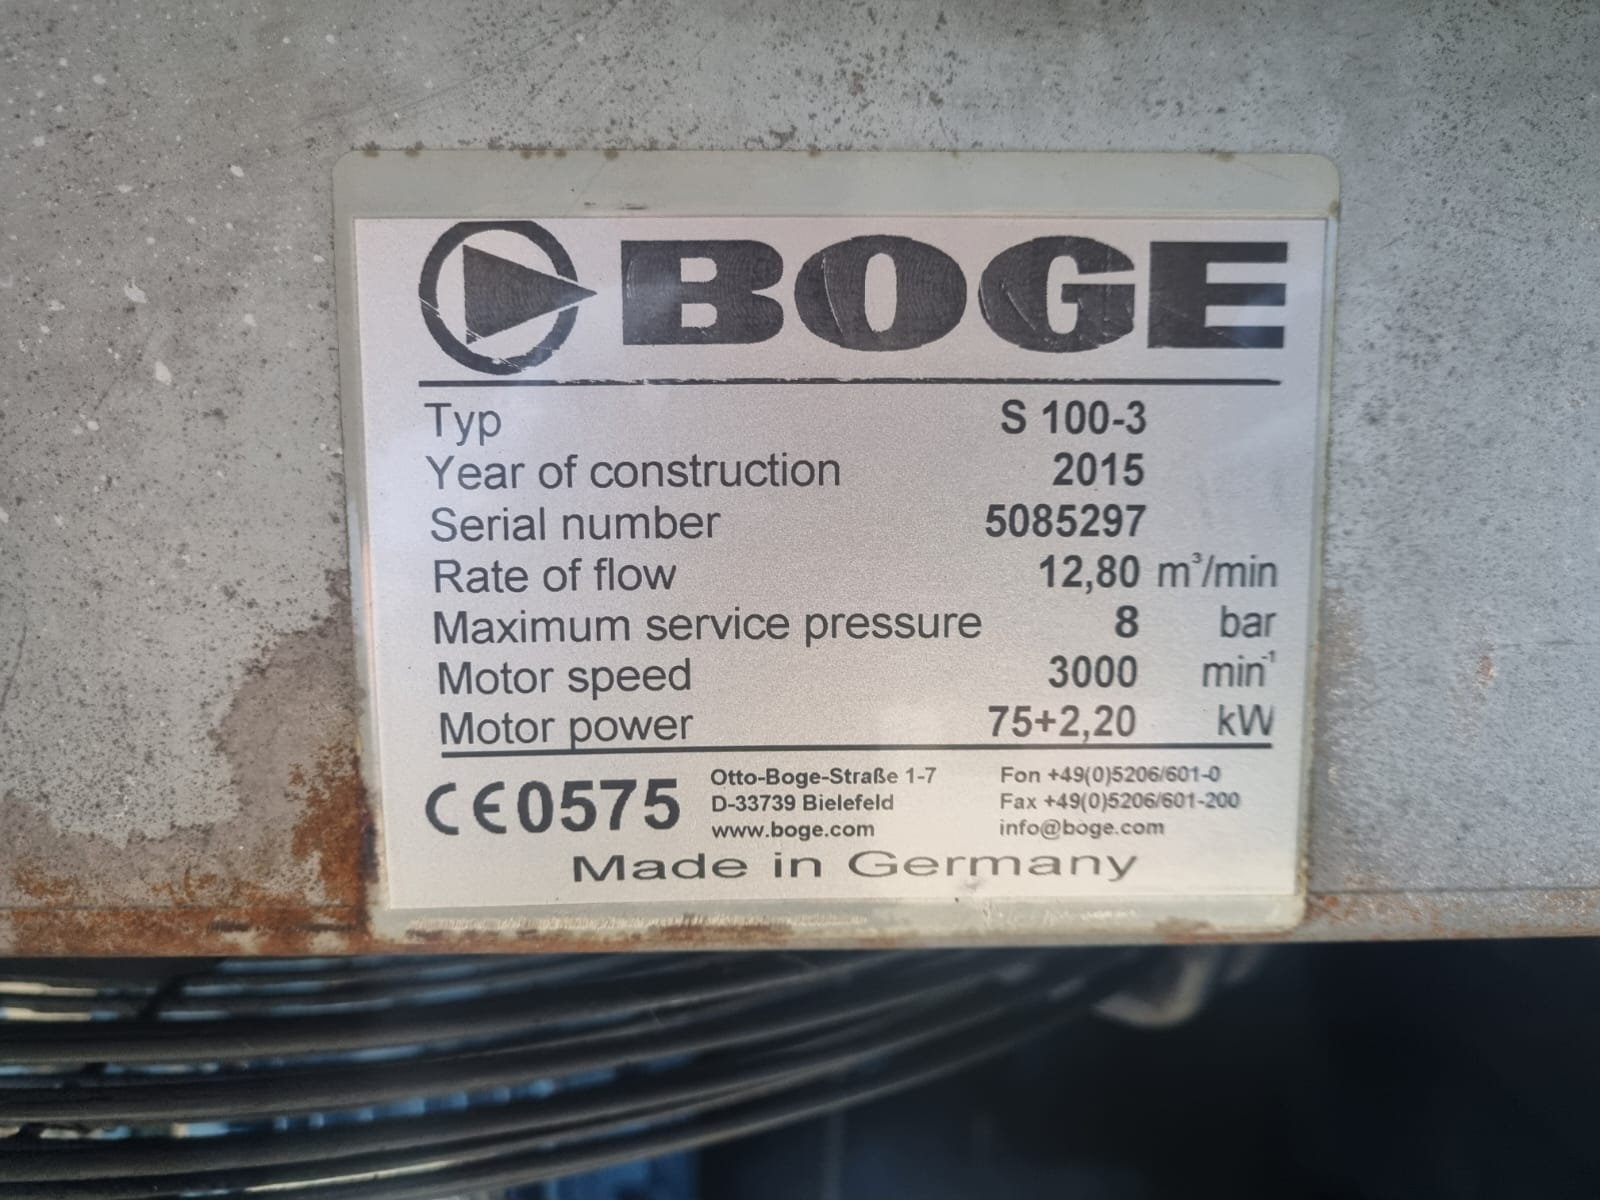 BOGE
Typ S 100-3
Year of construction 2015
Serial number 5085297
Rate of flow 12,80 m³/min
Maximum service pressure 8 bar
Motor speed 3000 min⁻¹
Motor power 75+2,20 kW
CE0575
Otto-Boge-Straße 1-7 Fon +49(0)5206/601-0
D-33739 Bielefeld Fax +49(0)5206/601-200
www.boge.com info@boge.com
Made in Germany